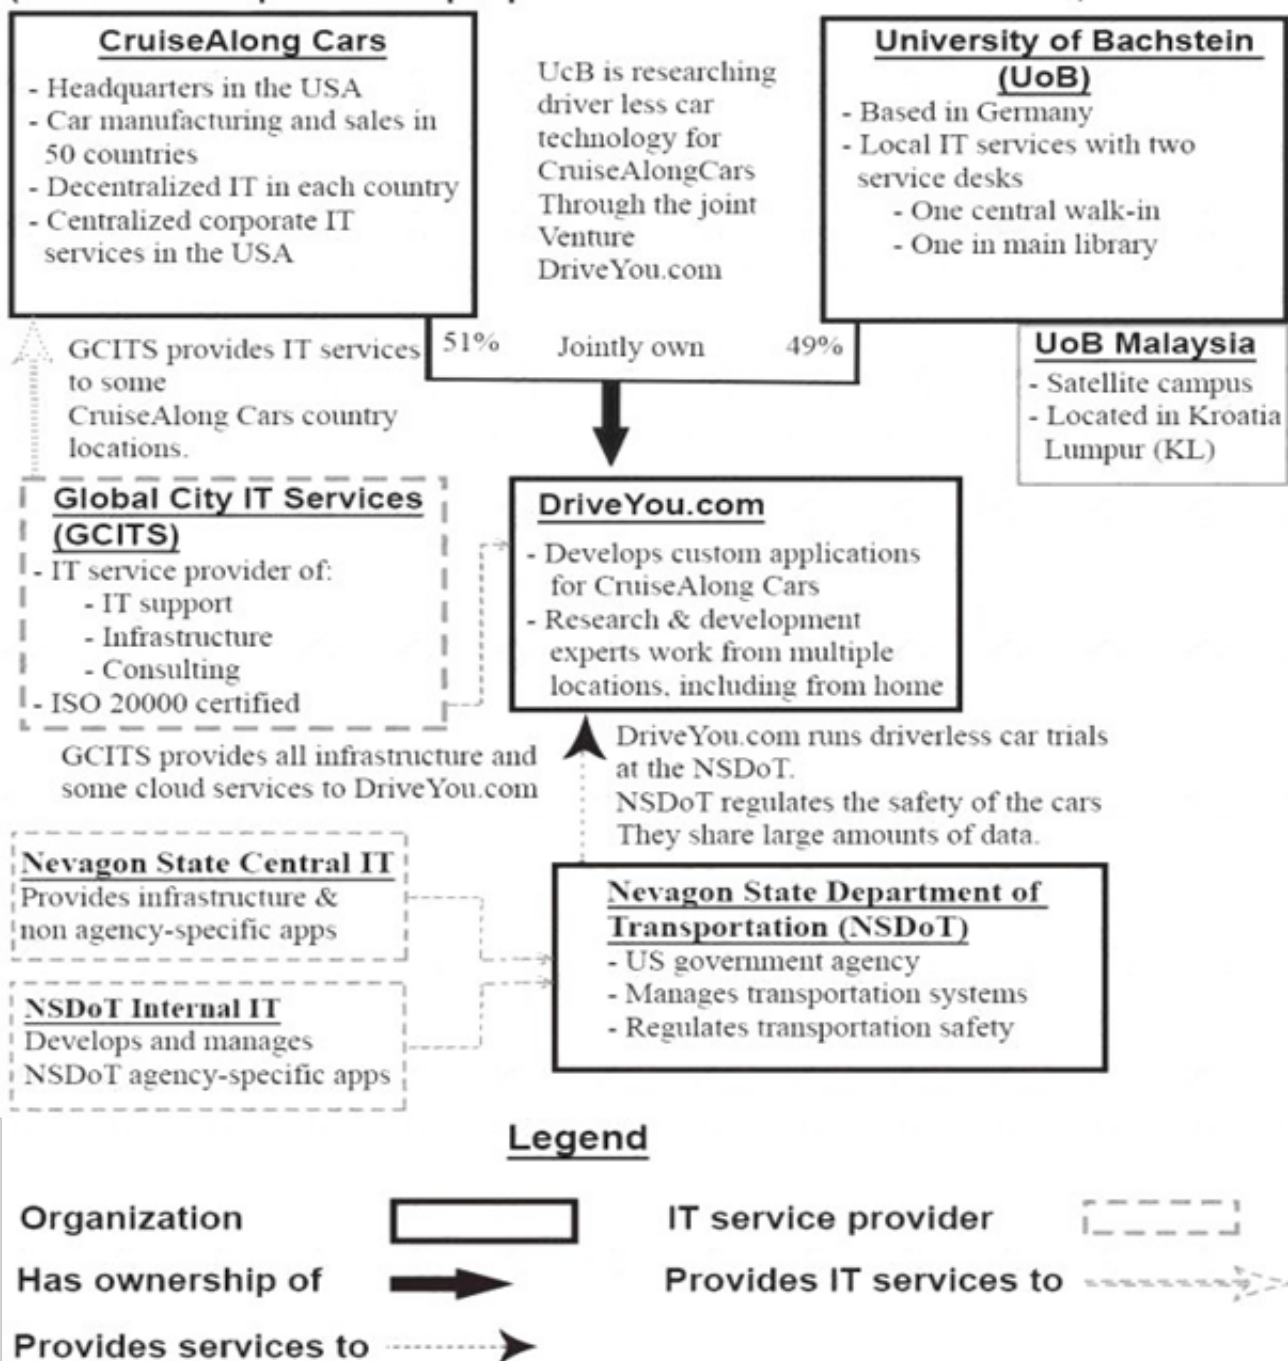 CruiseAlong Cars
- Headquarters in the USA
- Car manufacturing and sales in
50 countries
- Decentralized IT in each country
- Centralized corporate IT
services in the USA
UcB is researching
driver less car
technology for
CruiseAlongCars
Through the joint
Venture
DriveYou.com
University of Bachstein
(UoB)
- Based in Germany
- Local IT services with two
service desks
- One central walk-in
- One in main library
51%
Jointly own
49%
UoB Malaysia
- Satellite campus
- Located in Kroatia
Lumpur (KL)
GCITS provides IT services
to some
CruiseAlong Cars country
locations.
Global City IT Services
(GCITS)
- IT service provider of:
- IT support
- Infrastructure
- Consulting
- ISO 20000 certified
DriveYou.com
- Develops custom applications
for CruiseAlong Cars
- Research & development
experts work from multiple
locations, including from home
GCITS provides all infrastructure and
some cloud services to DriveYou.com
DriveYou.com runs driverless car trials
at the NSDoT.
NSDoT regulates the safety of the cars
They share large amounts of data.
Nevagon State Central IT
Provides infrastructure &
non agency-specific apps
NSDoT Internal IT
Develops and manages
NSDoT agency-specific apps
Nevagon State Department of
Transportation (NSDoT)
- US government agency
- Manages transportation systems
- Regulates transportation safety
Legend
Organization
IT service provider
Has ownership of
Provides IT services to
Provides services to